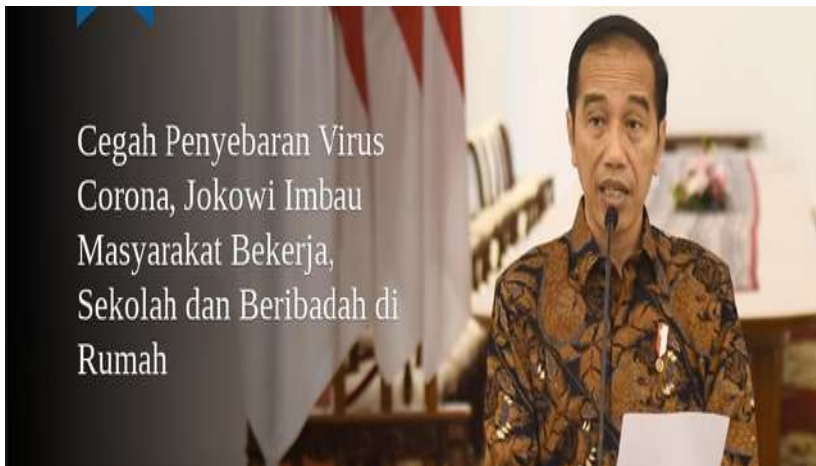 Cegah Penyebaran Virus
Corona, Jokowi Imbau
Masyarakat Bekerja,
Sekolah dan Beribadah di
Rumah